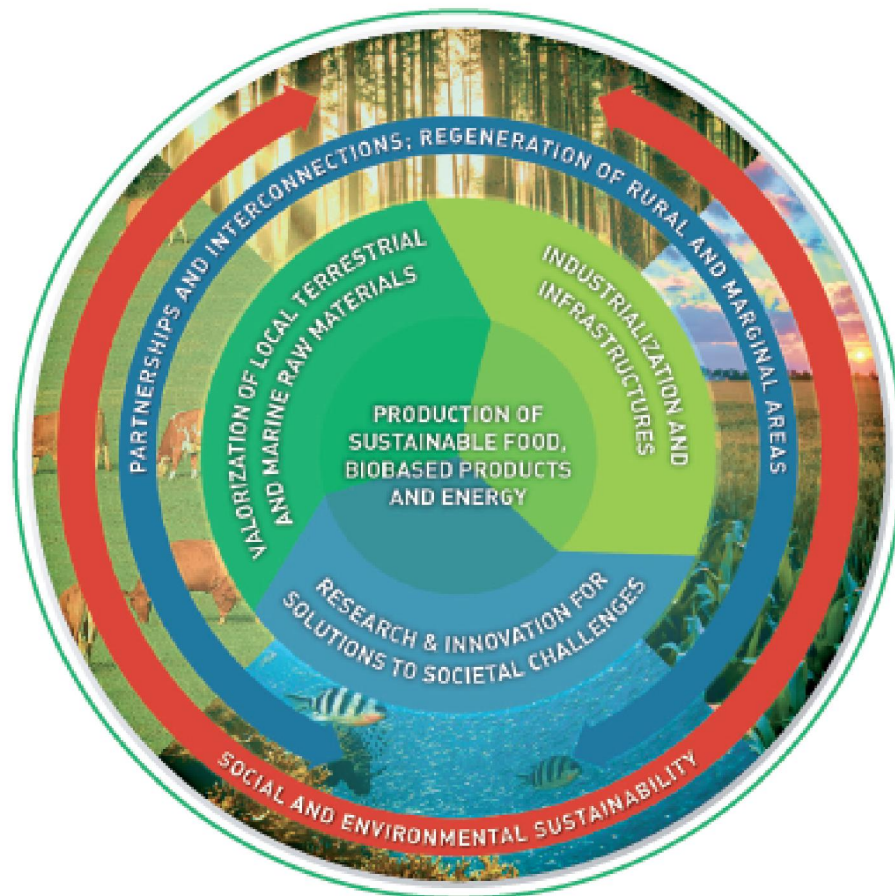 PARTNERSHIPS AND INTERCONNECTIONS; REGENERATION OF RURAL AND MARGINAL AREAS
VALORIZATION OF LOCAL TERRESTRIAL
AND MARINE RAW MATERIALS
INDUSTRIALIZATION AND
INFRASTRUCTURES
PRODUCTION OF
SUSTAINABLE FOOD,
BIOBASED PRODUCTS
AND ENERGY
RESEARCH & INNOVATION FOR
SOLUTIONS TO SOCIETAL CHALLENGES
SOCIAL AND ENVIRONMENTAL SUSTAINABILITY